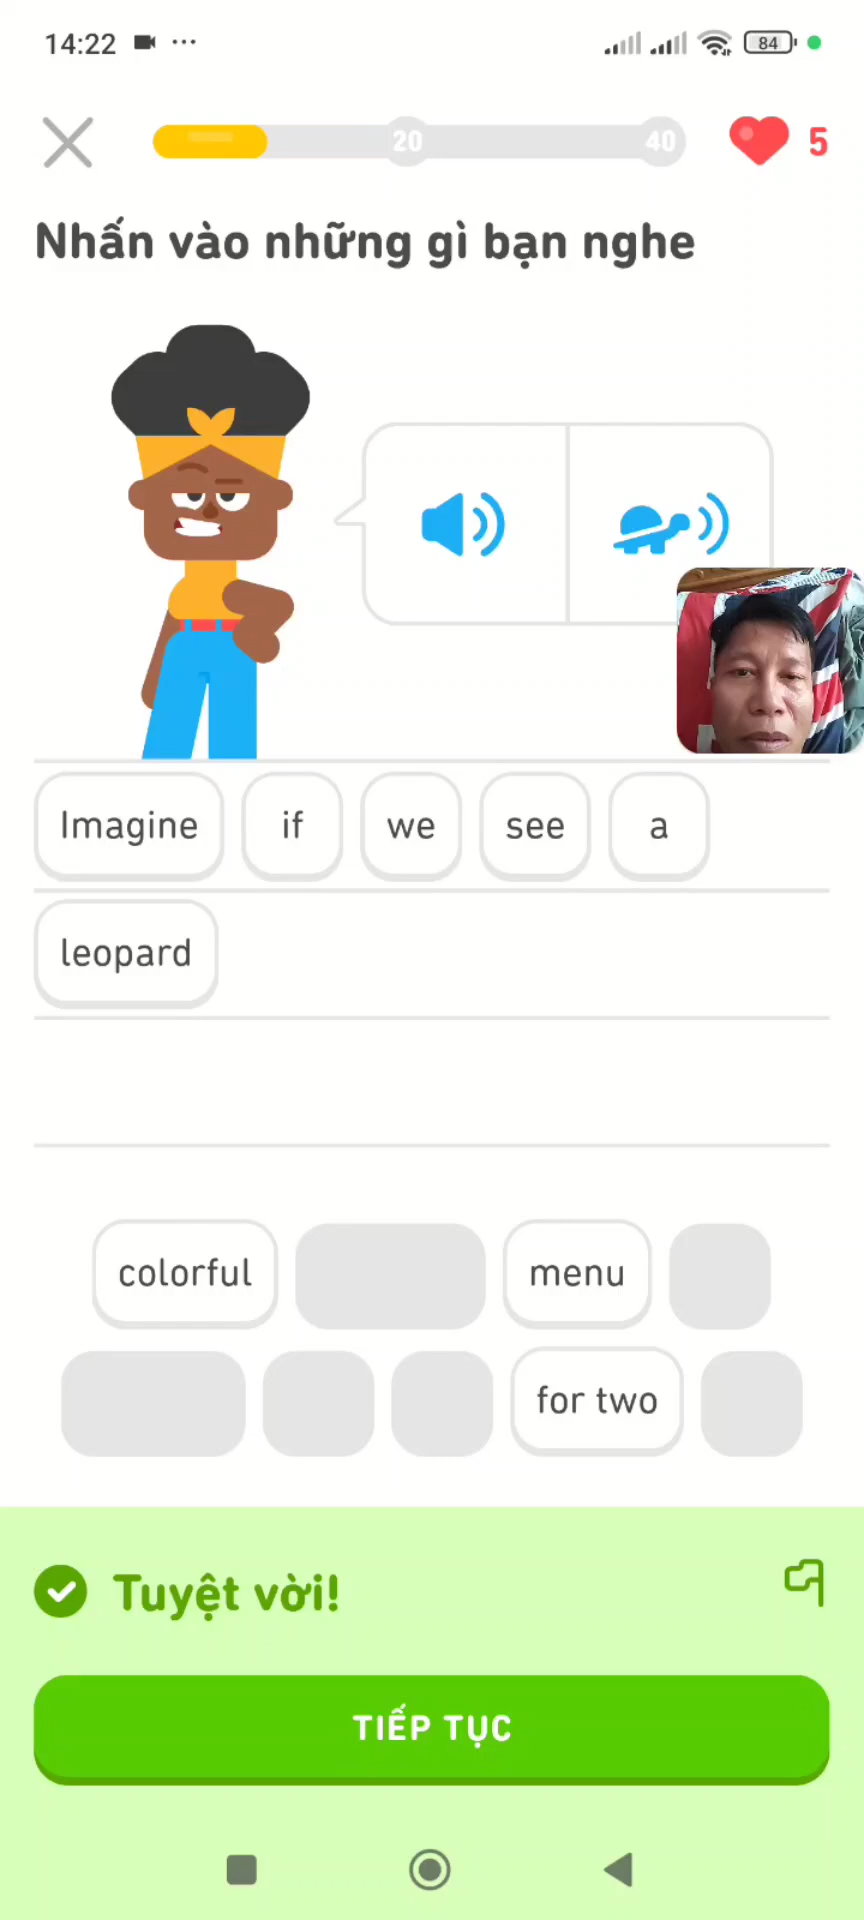 14:22 84
20 40 5
Nhấn vào những gì bạn nghe
Imagine if we see a
leopard
colorful menu
for two
Tuyệt vời!
TIẾP TỤC